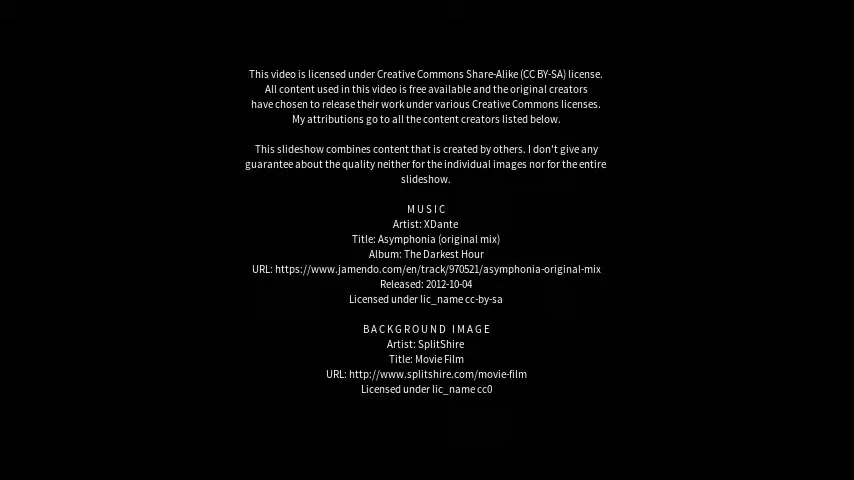 This video is licensed under Creative Commons Share-Alike (CC BY-SA) license.
All content used in this video is free available and the original creators
have chosen to release their work under various Creative Commons licenses.
My attributions go to all the content creators listed below.
This slideshow combines content that is created by others. I don't give any
guarantee about the quality neither for the individual images nor for the entire
slideshow.
MUSIC
Artist: XDante
Title: Asymphonia (original mix)
Album: The Darkest Hour
URL: https://www.jamendo.com/en/track/970521/asymphonia-original-mix
Released: 2012-10-04
Licensed under lic_name cc-by-sa
BACKGROUND IMAGE
Artist: SplitShire
Title: Movie Film
URL: http://www.splitshire.com/movie-film
Licensed under lic_name cc0